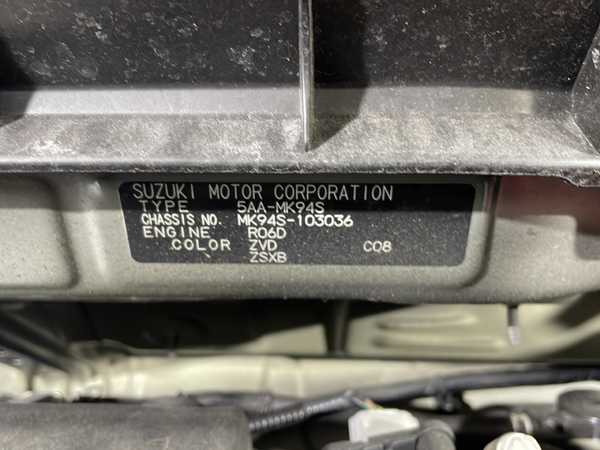 SUZUKI MOTOR CORPORATION
TYPE 5AA-MK94S
CHASSIS NO. MK94S-103036
ENGINE R06D
COLOR ZVD C08
ZSXB